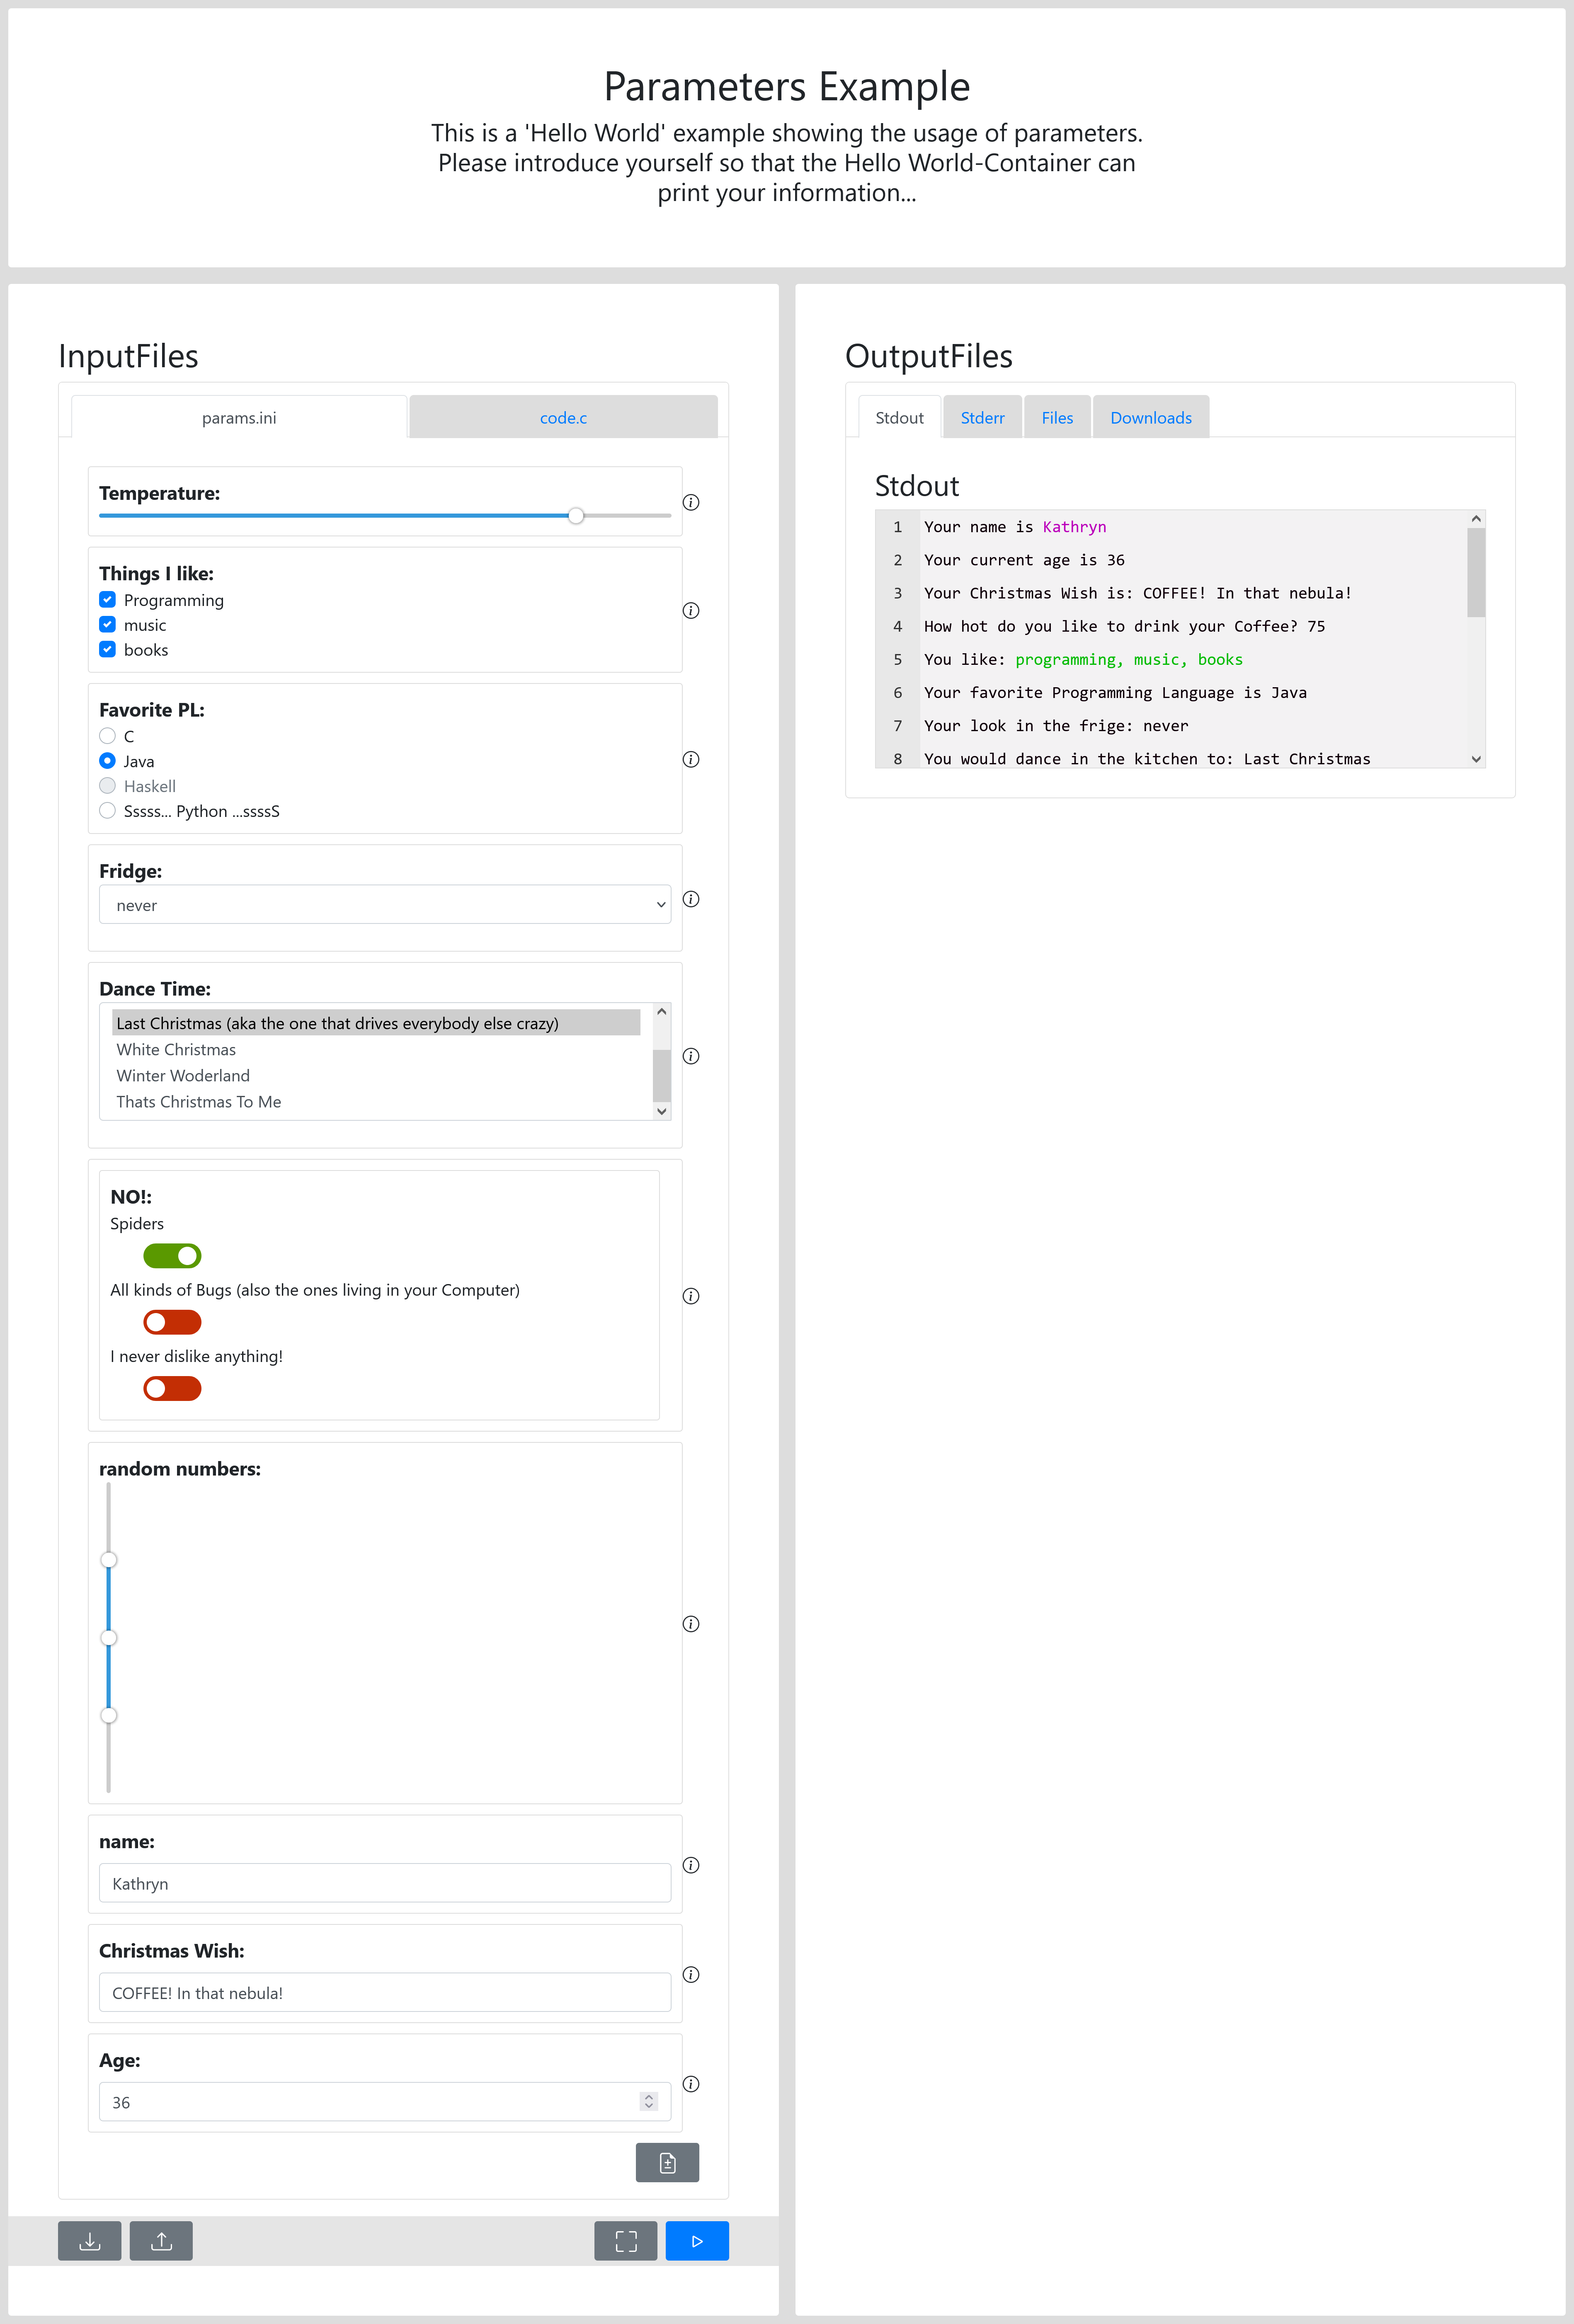 Parameters Example
This is a 'Hello World' example showing the usage of parameters.
Please introduce yourself so that the Hello World-Container can
print your information...
InputFiles
params.ini
code.c
Temperature:
Things I like:
Programming
music
books
Favorite PL:
C
Java
Haskell
Sssss... Python ...ssssS
Fridge:
never
Dance Time:
Last Christmas (aka the one that drives everybody else crazy)
White Christmas
Winter Woderland
Thats Christmas To Me
NO!:
Spiders
All kinds of Bugs (also the ones living in your Computer)
I never dislike anything!
random numbers:
name:
Kathryn
Christmas Wish:
COFFEE! In that nebula!
Age:
36
OutputFiles
Stdout
Stderr
Files
Downloads
Stdout
1 Your name is Kathryn
2 Your current age is 36
3 Your Christmas Wish is: COFFEE! In that nebula!
4 How hot do you like to drink your Coffee? 75
5 You like: programming, music, books
6 Your favorite Programming Language is Java
7 Your look in the frige: never
8 You would dance in the kitchen to: Last Christmas